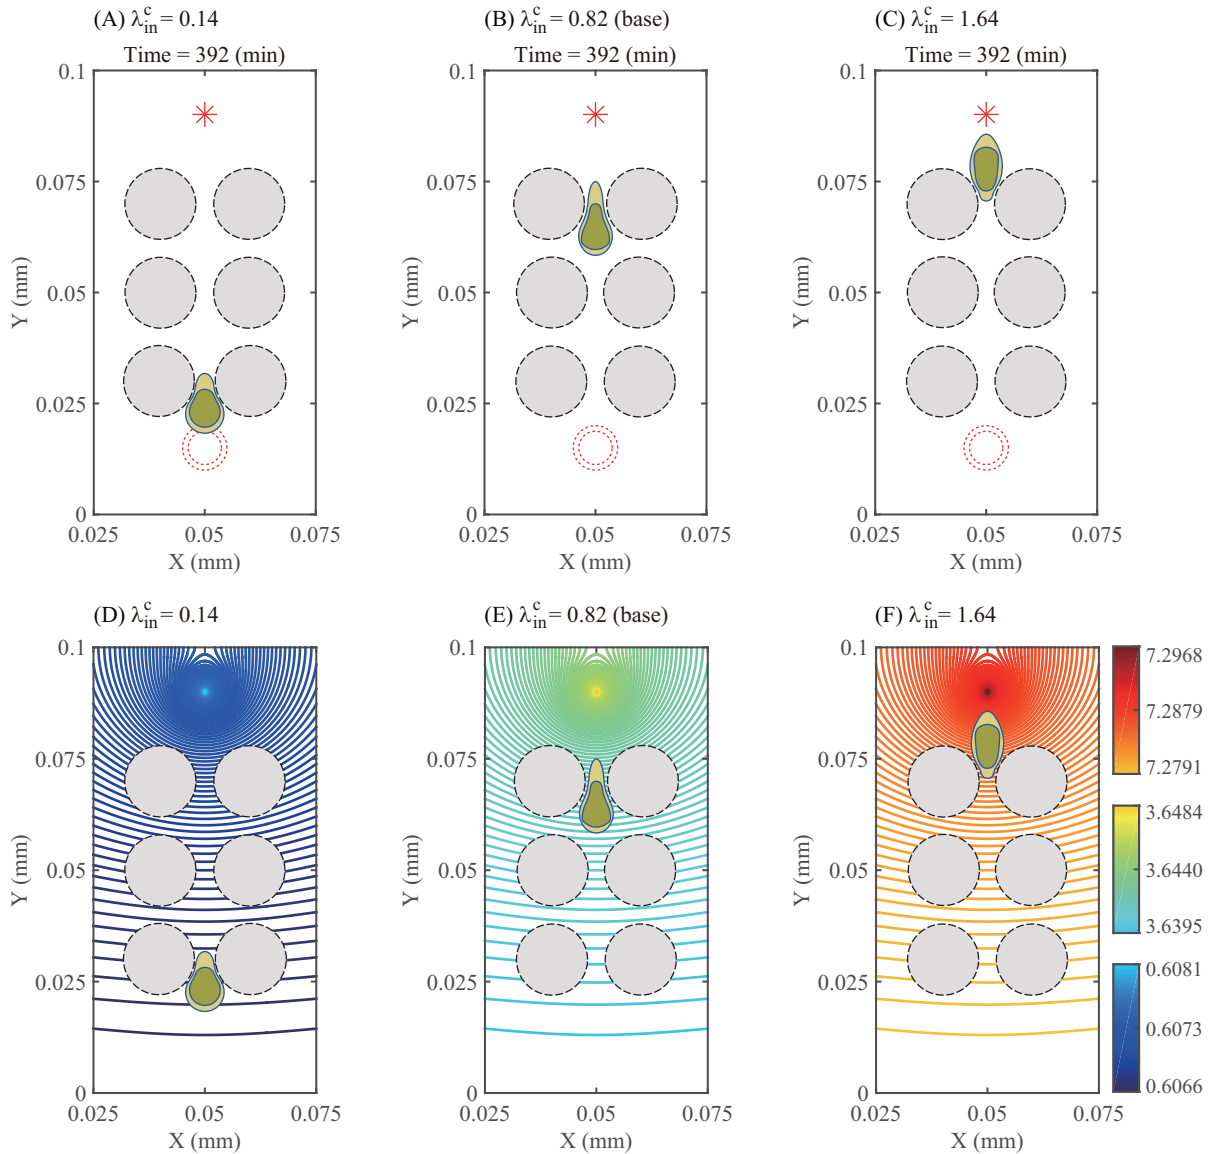 (A) λ_in^c = 0.14
Time = 392 (min)
0.1
0.075
0.05
0.025
0
Y (mm)
0.025 0.05 0.075
X (mm)
(B) λ_in^c = 0.82 (base)
Time = 392 (min)
0.1
0.075
0.05
0.025
0
Y (mm)
0.025 0.05 0.075
X (mm)
(C) λ_in^c = 1.64
Time = 392 (min)
0.1
0.075
0.05
0.025
0
Y (mm)
0.025 0.05 0.075
X (mm)
(D) λ_in^c = 0.14
0.1
0.075
0.05
0.025
0
Y (mm)
0.025 0.05 0.075
X (mm)
(E) λ_in^c = 0.82 (base)
0.1
0.075
0.05
0.025
0
Y (mm)
0.025 0.05 0.075
X (mm)
(F) λ_in^c = 1.64
0.1
0.075
0.05
0.025
0
Y (mm)
0.025 0.05 0.075
X (mm)
7.2968
7.2879
7.2791
3.6484
3.6440
3.6395
0.6081
0.6073
0.6066